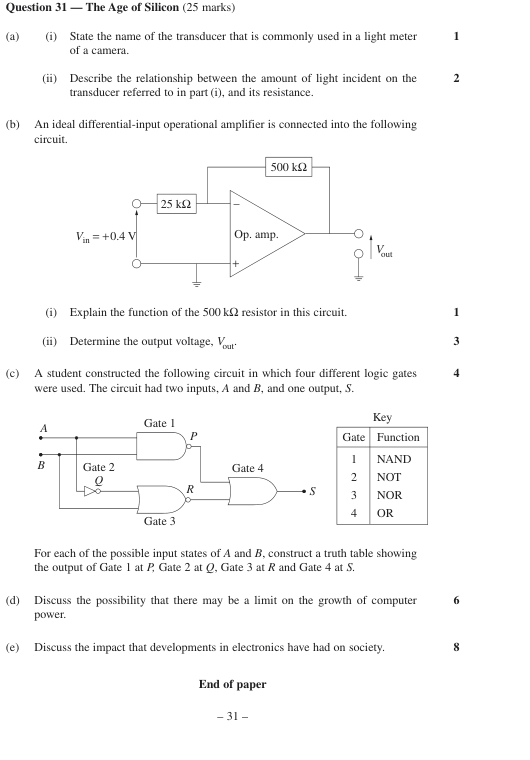 Question 31 — The Age of Silicon (25 marks)
(a) (i) State the name of the transducer that is commonly used in a light meter 1
of a camera.
(ii) Describe the relationship between the amount of light incident on the 2
transducer referred to in part (i), and its resistance.
(b) An ideal differential-input operational amplifier is connected into the following
circuit.
500 kΩ
25 kΩ
−
Vin = +0.4 V
Op. amp.
Vout
+
(i) Explain the function of the 500 kΩ resistor in this circuit. 1
(ii) Determine the output voltage, Vout. 3
(c) A student constructed the following circuit in which four different logic gates 4
were used. The circuit had two inputs, A and B, and one output, S.
Key
Gate Function
1 NAND
2 NOT
3 NOR
4 OR
A
Gate 1
P
B
Gate 2
Q
R
Gate 4
S
Gate 3
For each of the possible input states of A and B, construct a truth table showing
the output of Gate 1 at P, Gate 2 at Q, Gate 3 at R and Gate 4 at S.
(d) Discuss the possibility that there may be a limit on the growth of computer 6
power.
(e) Discuss the impact that developments in electronics have had on society. 8
End of paper
– 31 –